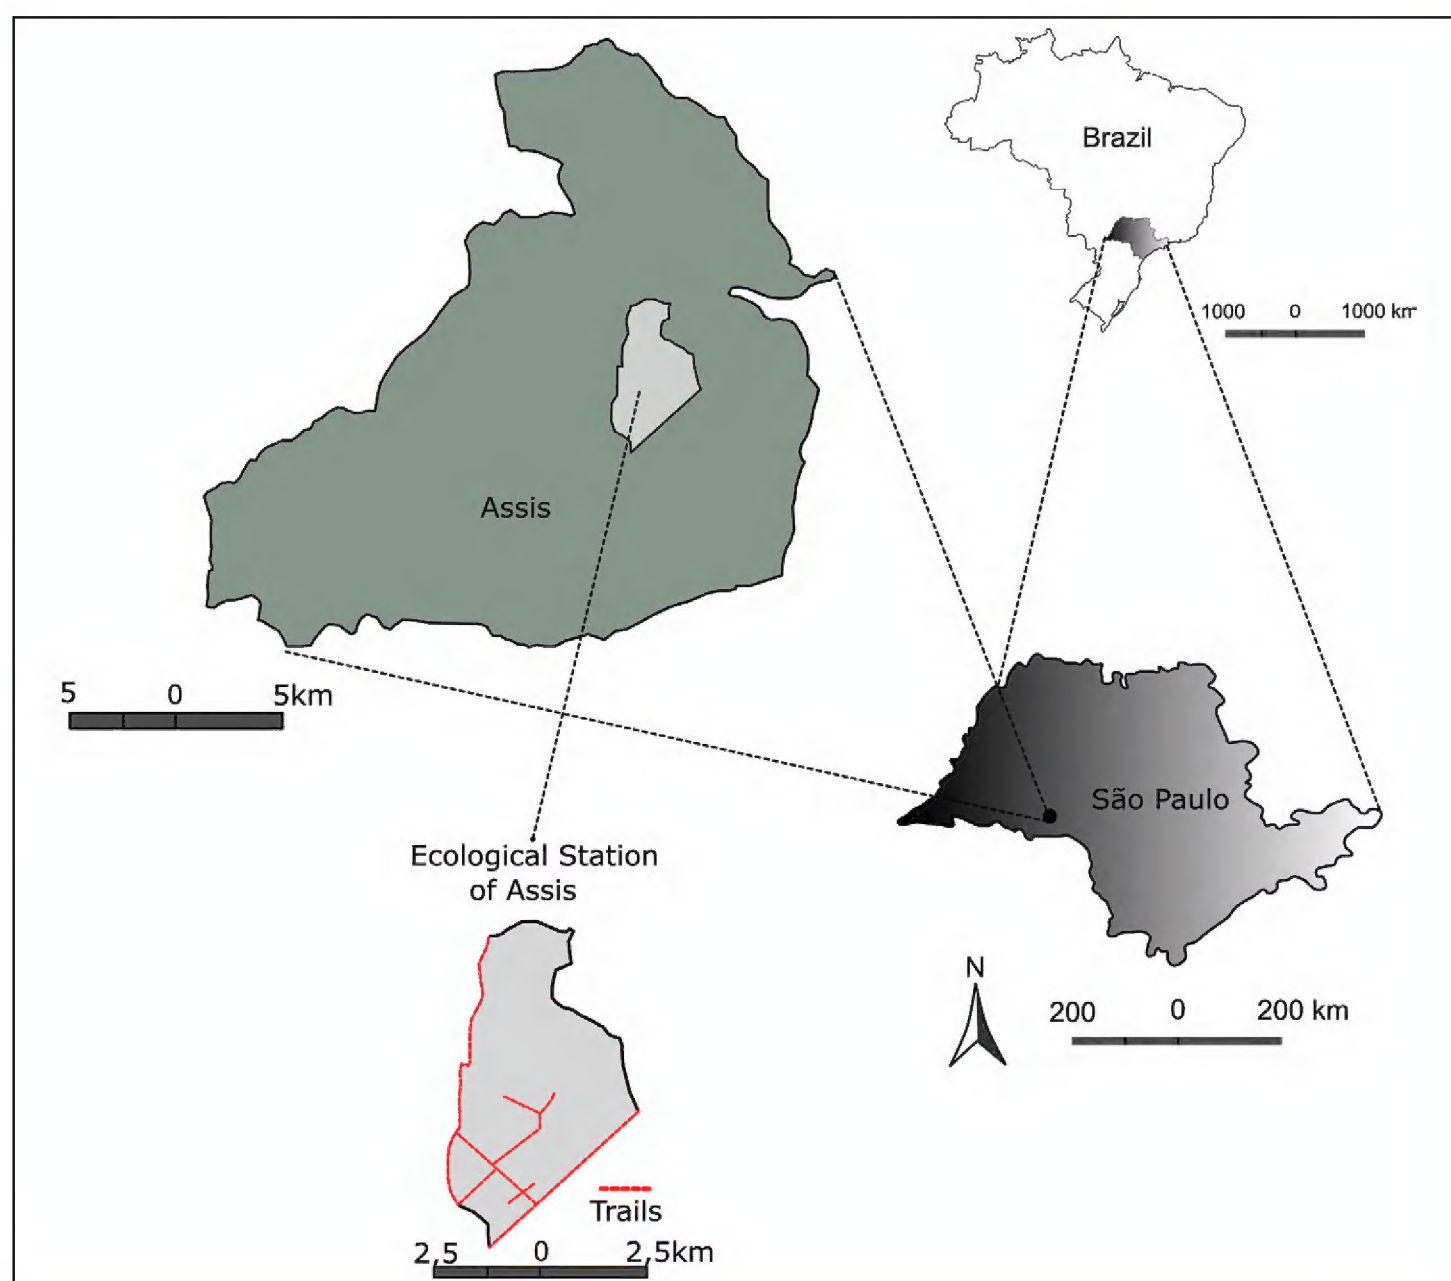 Brazil
1000 0 1000 km
Assis
5 0 5km
São Paulo
Ecological Station
of Assis
N
200 0 200 km
Trails
2,5 0 2,5km